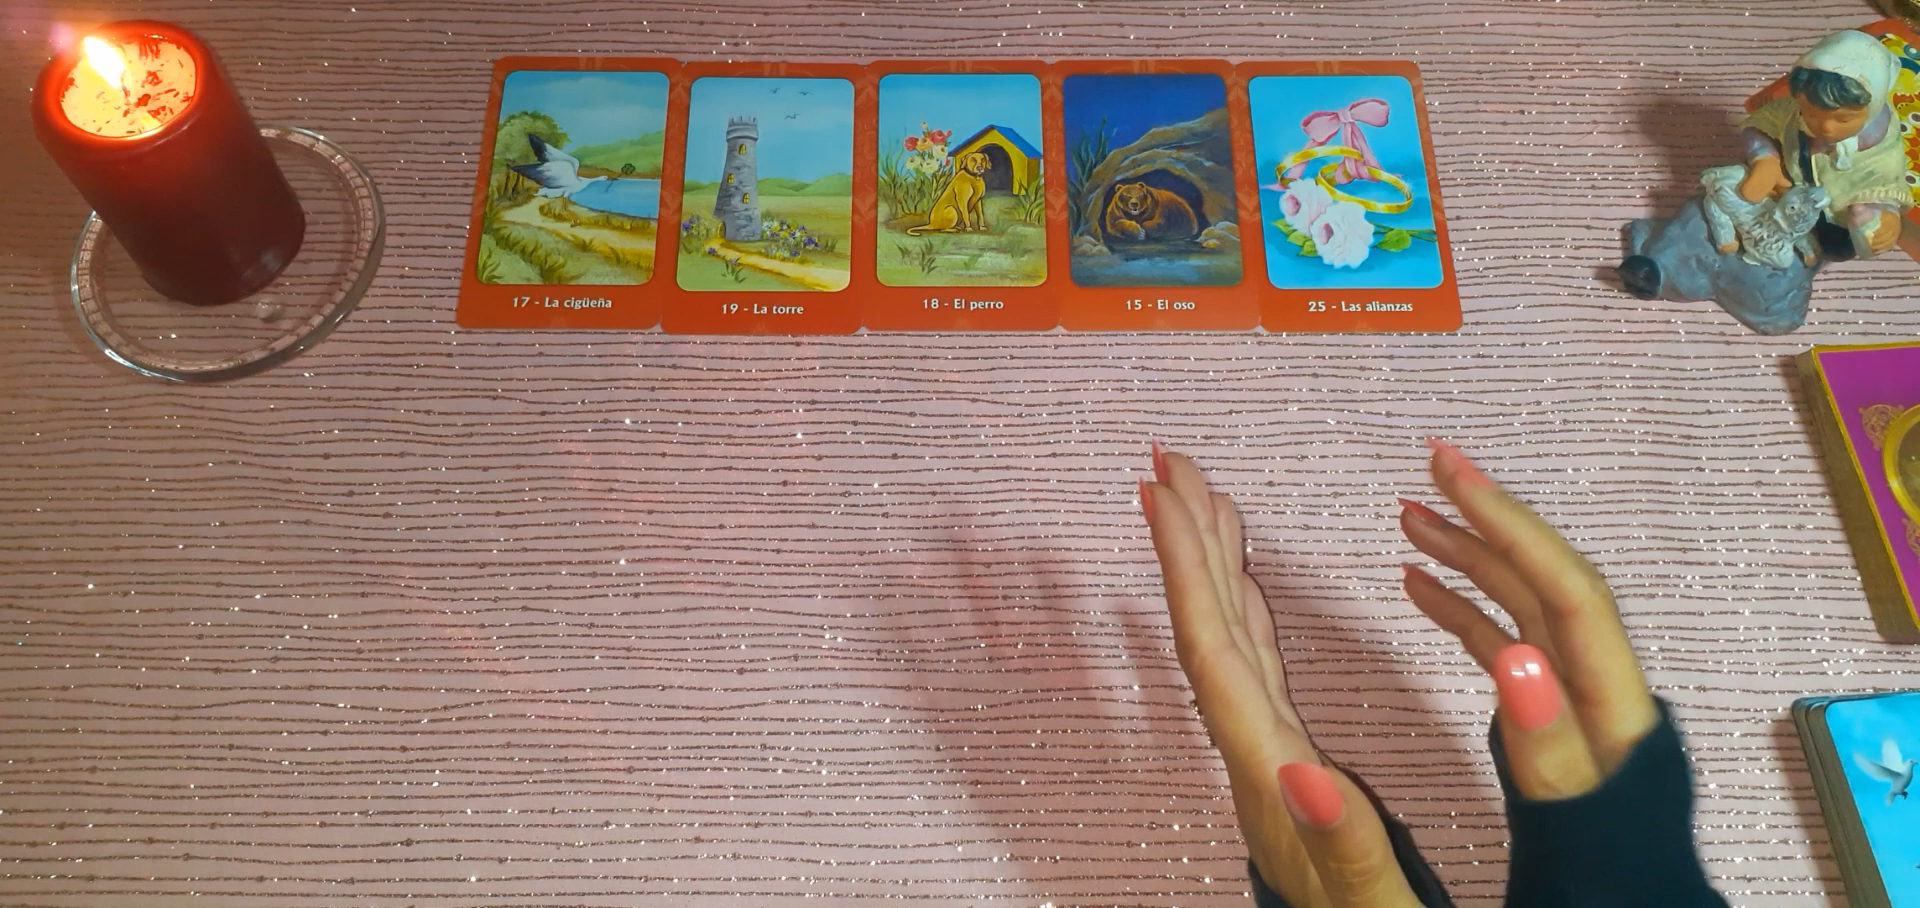 17 - La cigüeña
19 - La torre
18 - El perro
15 - El oso
25 - Las alianzas